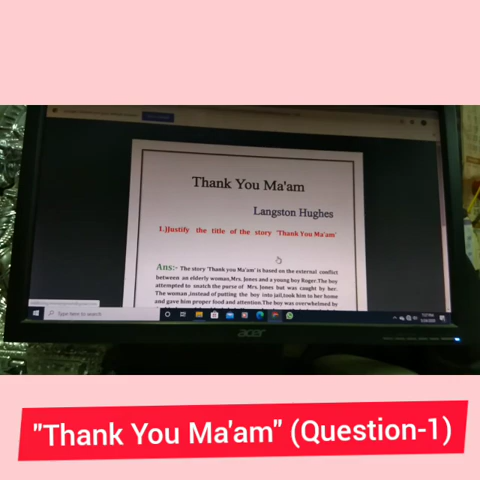 Thank You Ma'am
Langston Hughes
1.)Justify the title of the story 'Thank You Ma'am'
Ans:- The story 'Thank you Ma'am' is based on the external conflict
between an elderly woman,Mrs. Jones and a young boy Roger.The boy
attempted to snatch the purse of Mrs. Jones but was caught by her.
The woman ,instead of putting the boy into jail,took him to her home
and gave him proper food and attention.The boy was overwhelmed by
Type here to search
acer
"Thank You Ma'am" (Question-1)